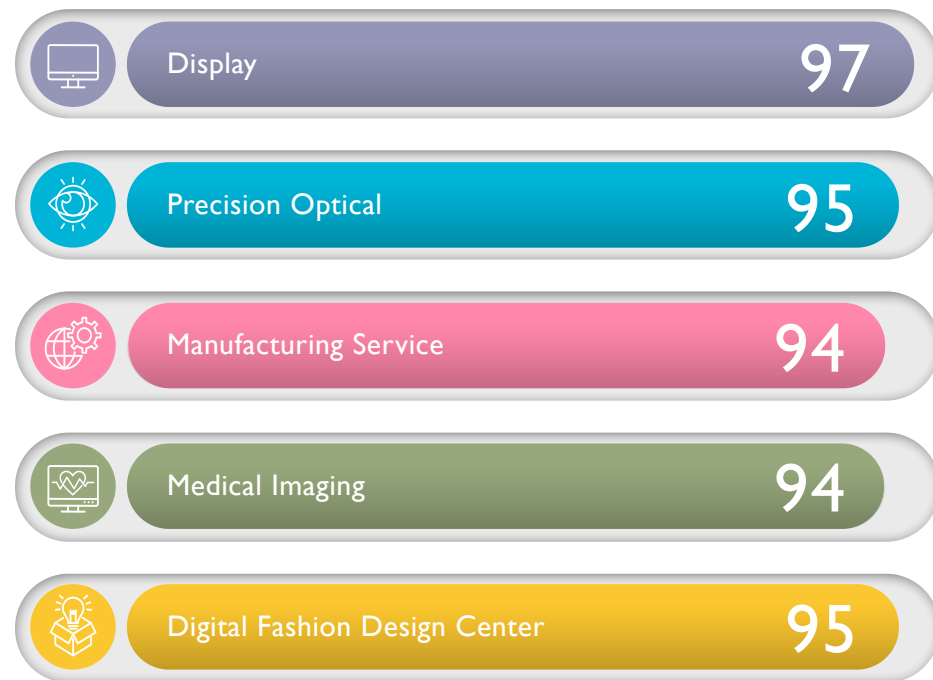 Display 97
Precision Optical 95
Manufacturing Service 94
Medical Imaging 94
Digital Fashion Design Center 95